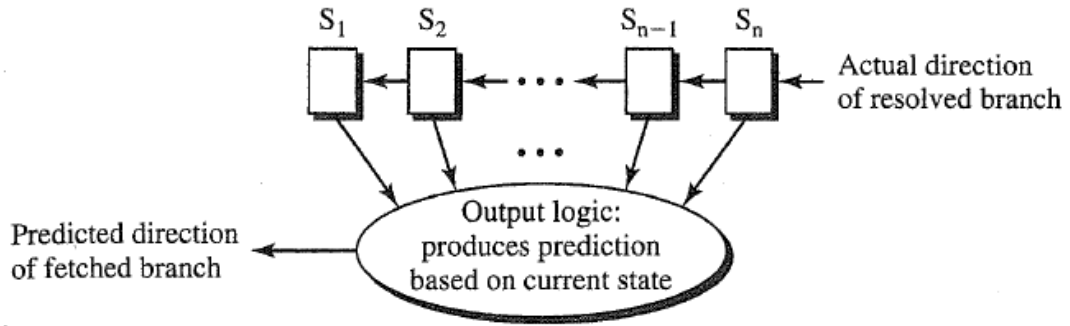 S₁ S₂ Sₙ₋₁ Sₙ
Actual direction
of resolved branch
Output logic:
produces prediction
based on current state
Predicted direction
of fetched branch